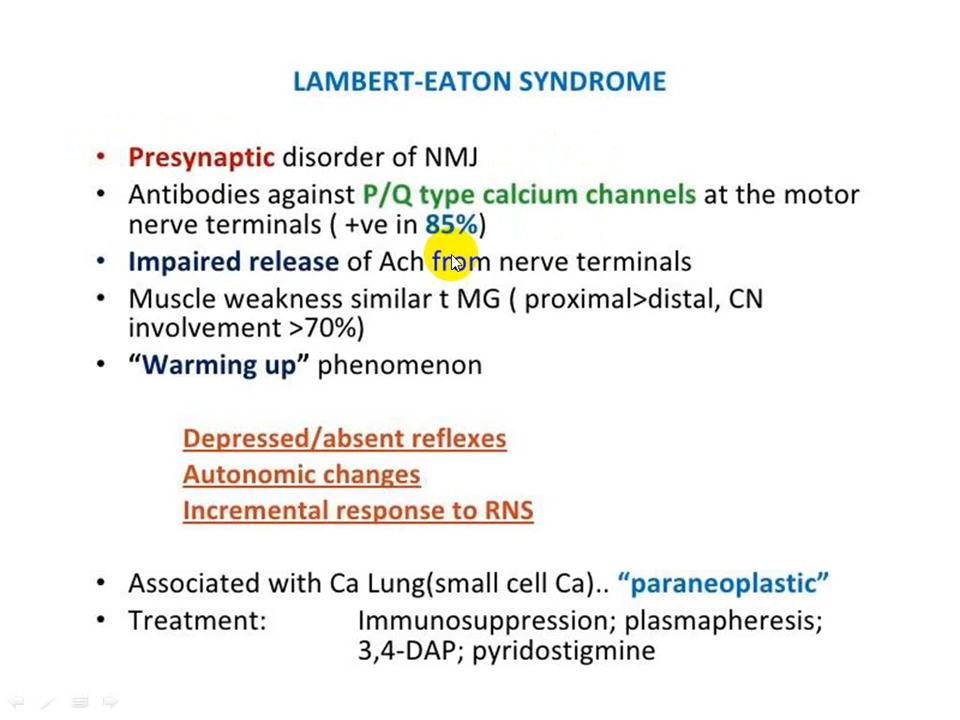 LAMBERT-EATON SYNDROME
• Presynaptic disorder of NMJ
• Antibodies against P/Q type calcium channels at the motor
nerve terminals ( +ve in 85%)
• Impaired release of Ach from nerve terminals
• Muscle weakness similar t MG ( proximal>distal, CN
involvement >70%)
• “Warming up” phenomenon
Depressed/absent reflexes
Autonomic changes
Incremental response to RNS
• Associated with Ca Lung(small cell Ca).. “paraneoplastic”
• Treatment: Immunosuppression; plasmapheresis;
3,4-DAP; pyridostigmine